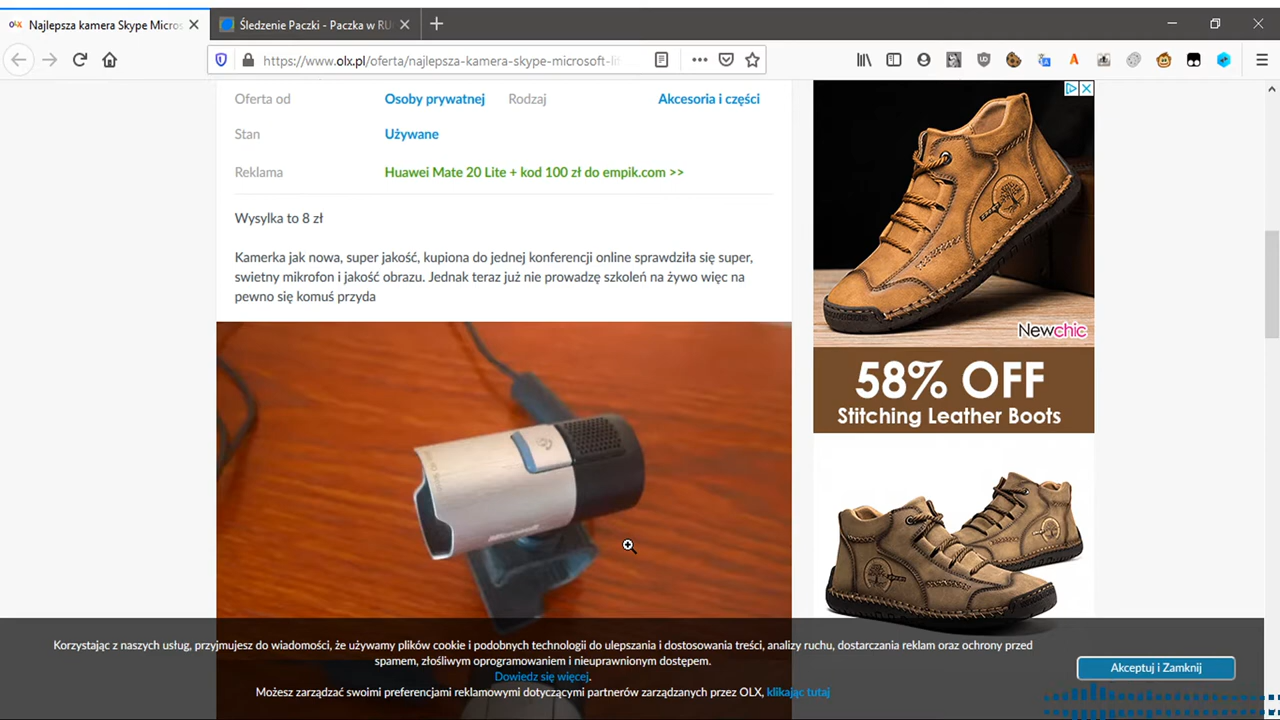 Najlepsza kamera Skype Micros
Śledzenie Paczki - Paczka w RU
https://www.olx.pl/oferta/najlepsza-kamera-skype-microsoft-li
Oferta od Osoby prywatnej Rodzaj Akcesoria i części
Stan Używane
Reklama Huawei Mate 20 Lite + kod 100 zł do empik.com >>
Wysylka to 8 zł
Kamerka jak nowa, super jakość, kupiona do jednej konferencji online sprawdziła się super,
swietny mikrofon i jakość obrazu. Jednak teraz już nie prowadzę szkoleń na żywo więc na
pewno się komuś przyda
Microsoft
Newchic
58% OFF
Stitching Leather Boots
Korzystając z naszych usług, przyjmujesz do wiadomości, że używamy plików cookie i podobnych technologii do ulepszania i dostosowania treści, analizy ruchu, dostarczania reklam oraz ochrony przed
spamem, złośliwym oprogramowaniem i nieuprawnionym dostępem.
Dowiedz się więcej.
Możesz zarządzać swoimi preferencjami reklamowymi dotyczącymi partnerów zarządzanych przez OLX, klikając tutaj
Akceptuj i Zamknij